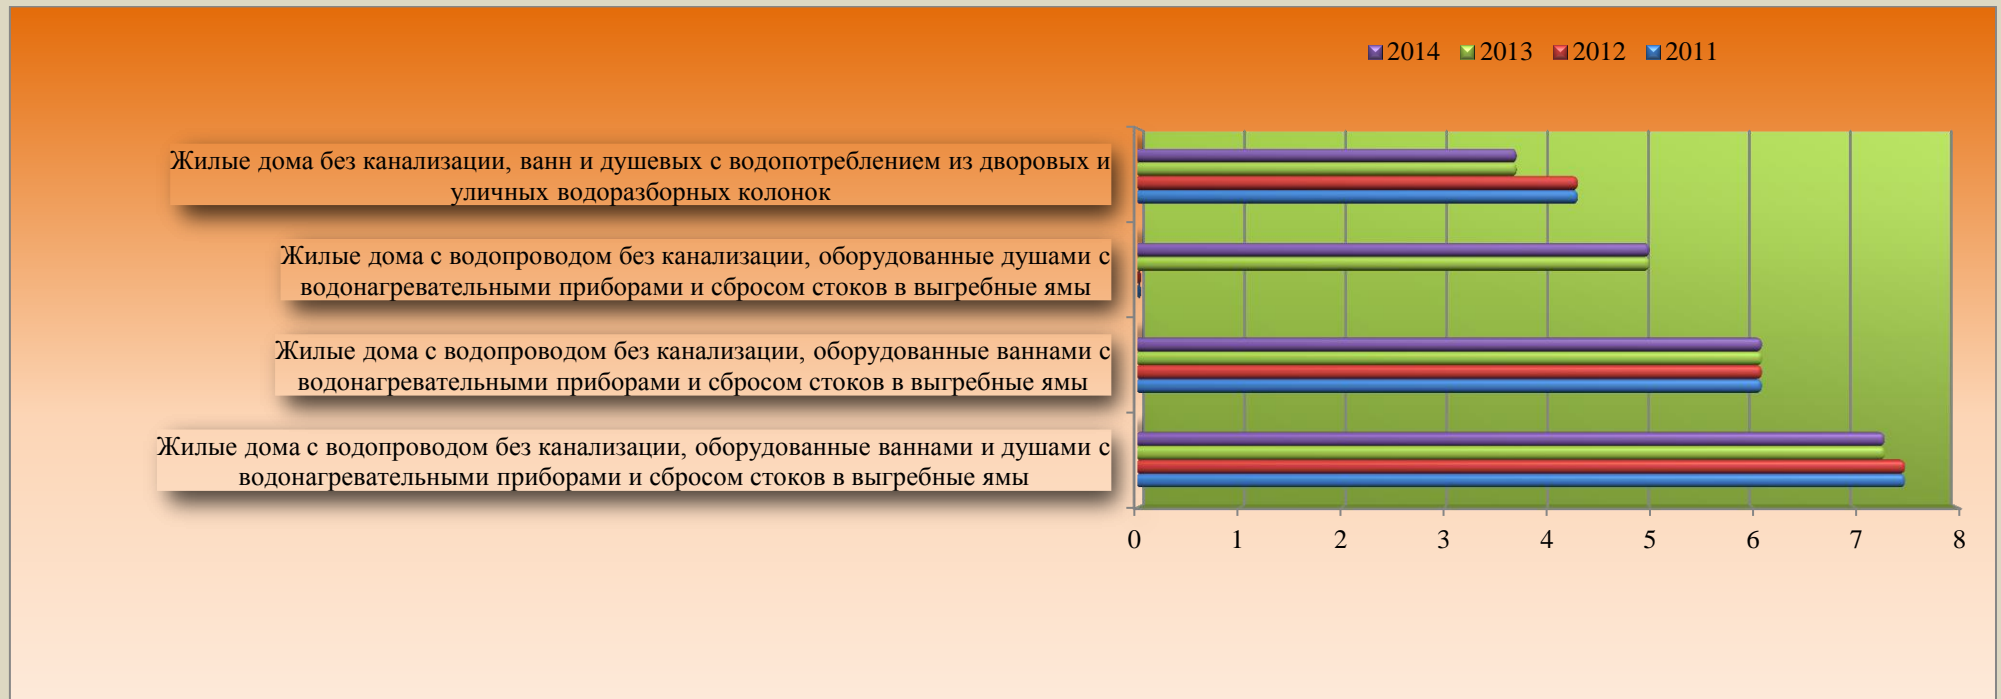 2014 2013 2012 2011
Жилые дома без канализации, ванн и душевых с водопотреблением из дворовых и
уличных водоразборных колонок
Жилые дома с водопроводом без канализации, оборудованные душами с
водонагревательными приборами и сбросом стоков в выгребные ямы
Жилые дома с водопроводом без канализации, оборудованные ваннами с
водонагревательными приборами и сбросом стоков в выгребные ямы
Жилые дома с водопроводом без канализации, оборудованные ваннами и душами с
водонагревательными приборами и сбросом стоков в выгребные ямы
0 1 2 3 4 5 6 7 8